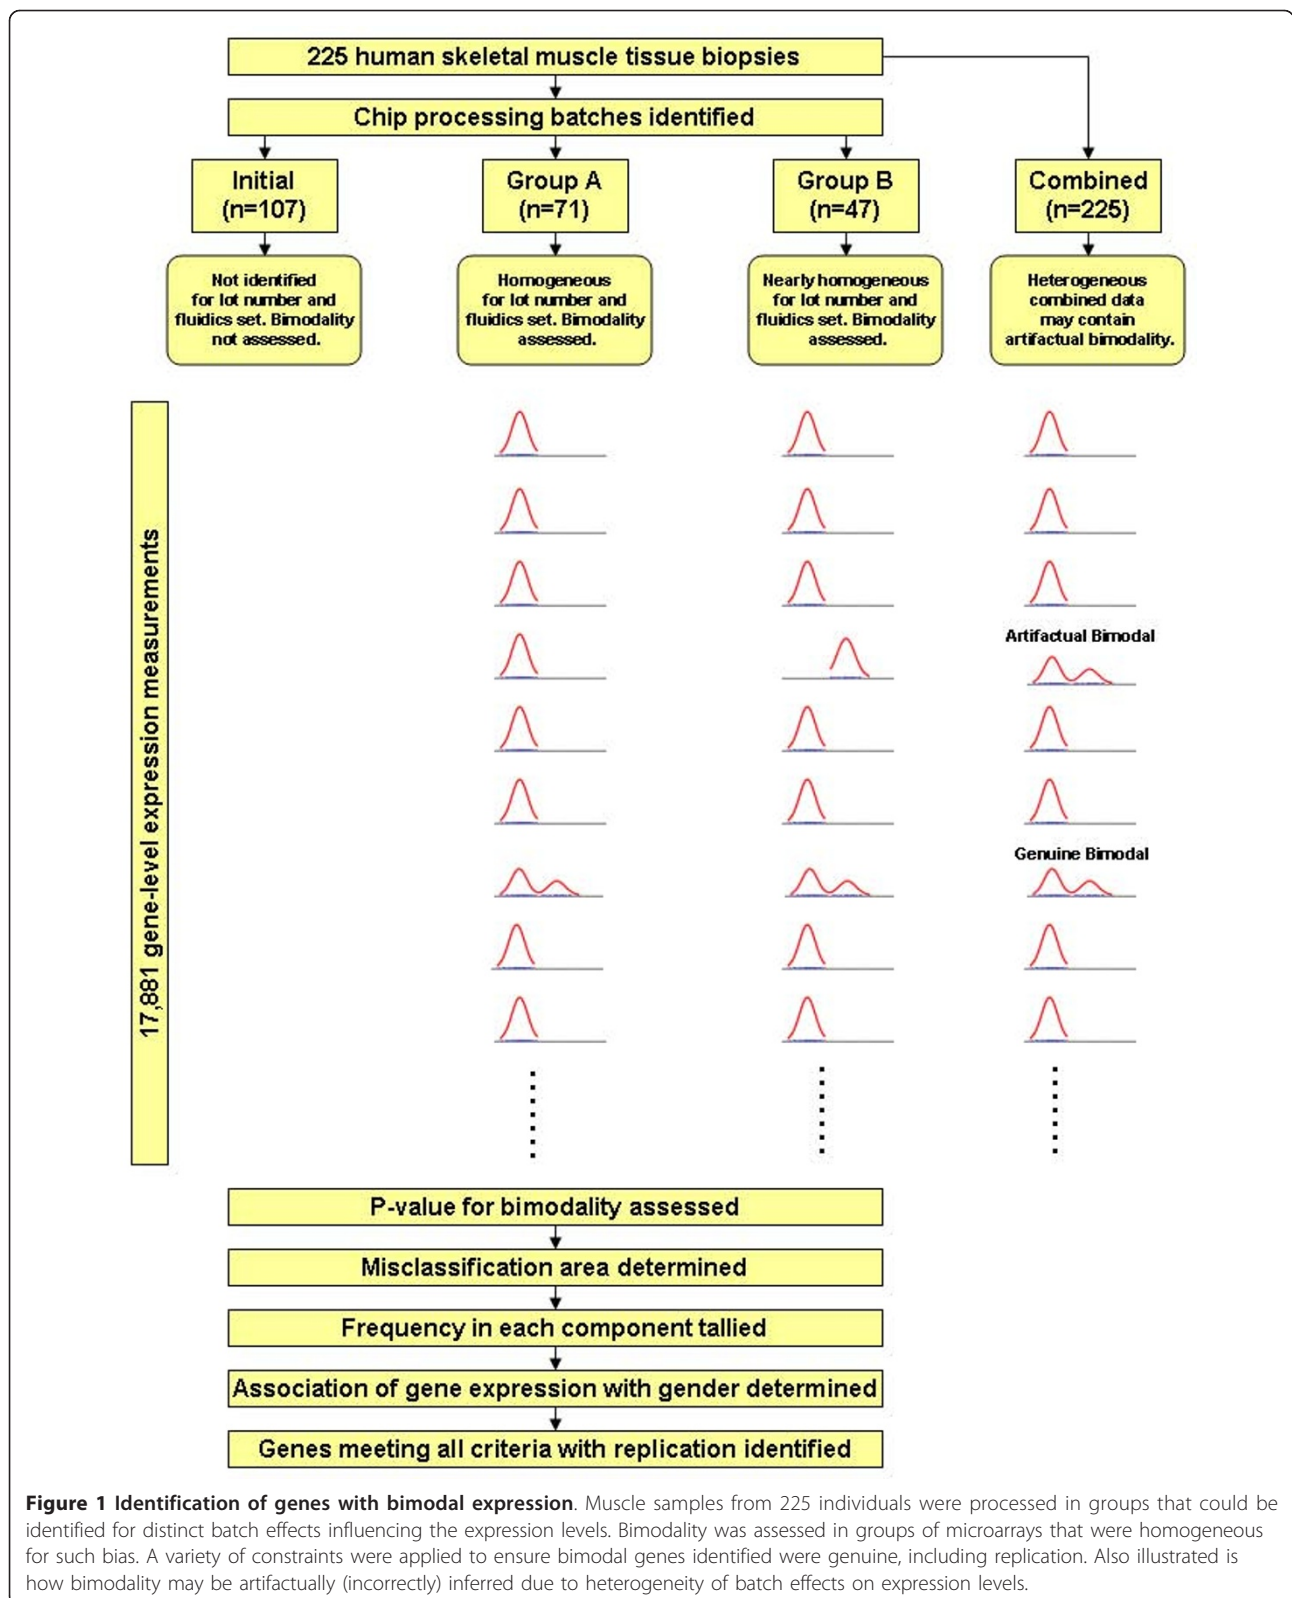 225 human skeletal muscle tissue biopsies
Chip processing batches identified
Initial
(n=107)
Group A
(n=71)
Group B
(n=47)
Combined
(n=225)
Not identified
for lot number and
fluidics set. Bimodality
not assessed.
Homogeneous
for lot number and
fluidics set. Bimodality
assessed.
Nearly homogeneous
for lot number and
fluidics set. Bimodality
assessed.
Heterogeneous
combined data
may contain
artifactual bimodality.
17,881 gene-level expression measurements
Artifactual Bimodal
Genuine Bimodal
P-value for bimodality assessed
Misclassification area determined
Frequency in each component tallied
Association of gene expression with gender determined
Genes meeting all criteria with replication identified
Figure 1 Identification of genes with bimodal expression. Muscle samples from 225 individuals were processed in groups that could be
identified for distinct batch effects influencing the expression levels. Bimodality was assessed in groups of microarrays that were homogeneous
for such bias. A variety of constraints were applied to ensure bimodal genes identified were genuine, including replication. Also illustrated is
how bimodality may be artifactually (incorrectly) inferred due to heterogeneity of batch effects on expression levels.